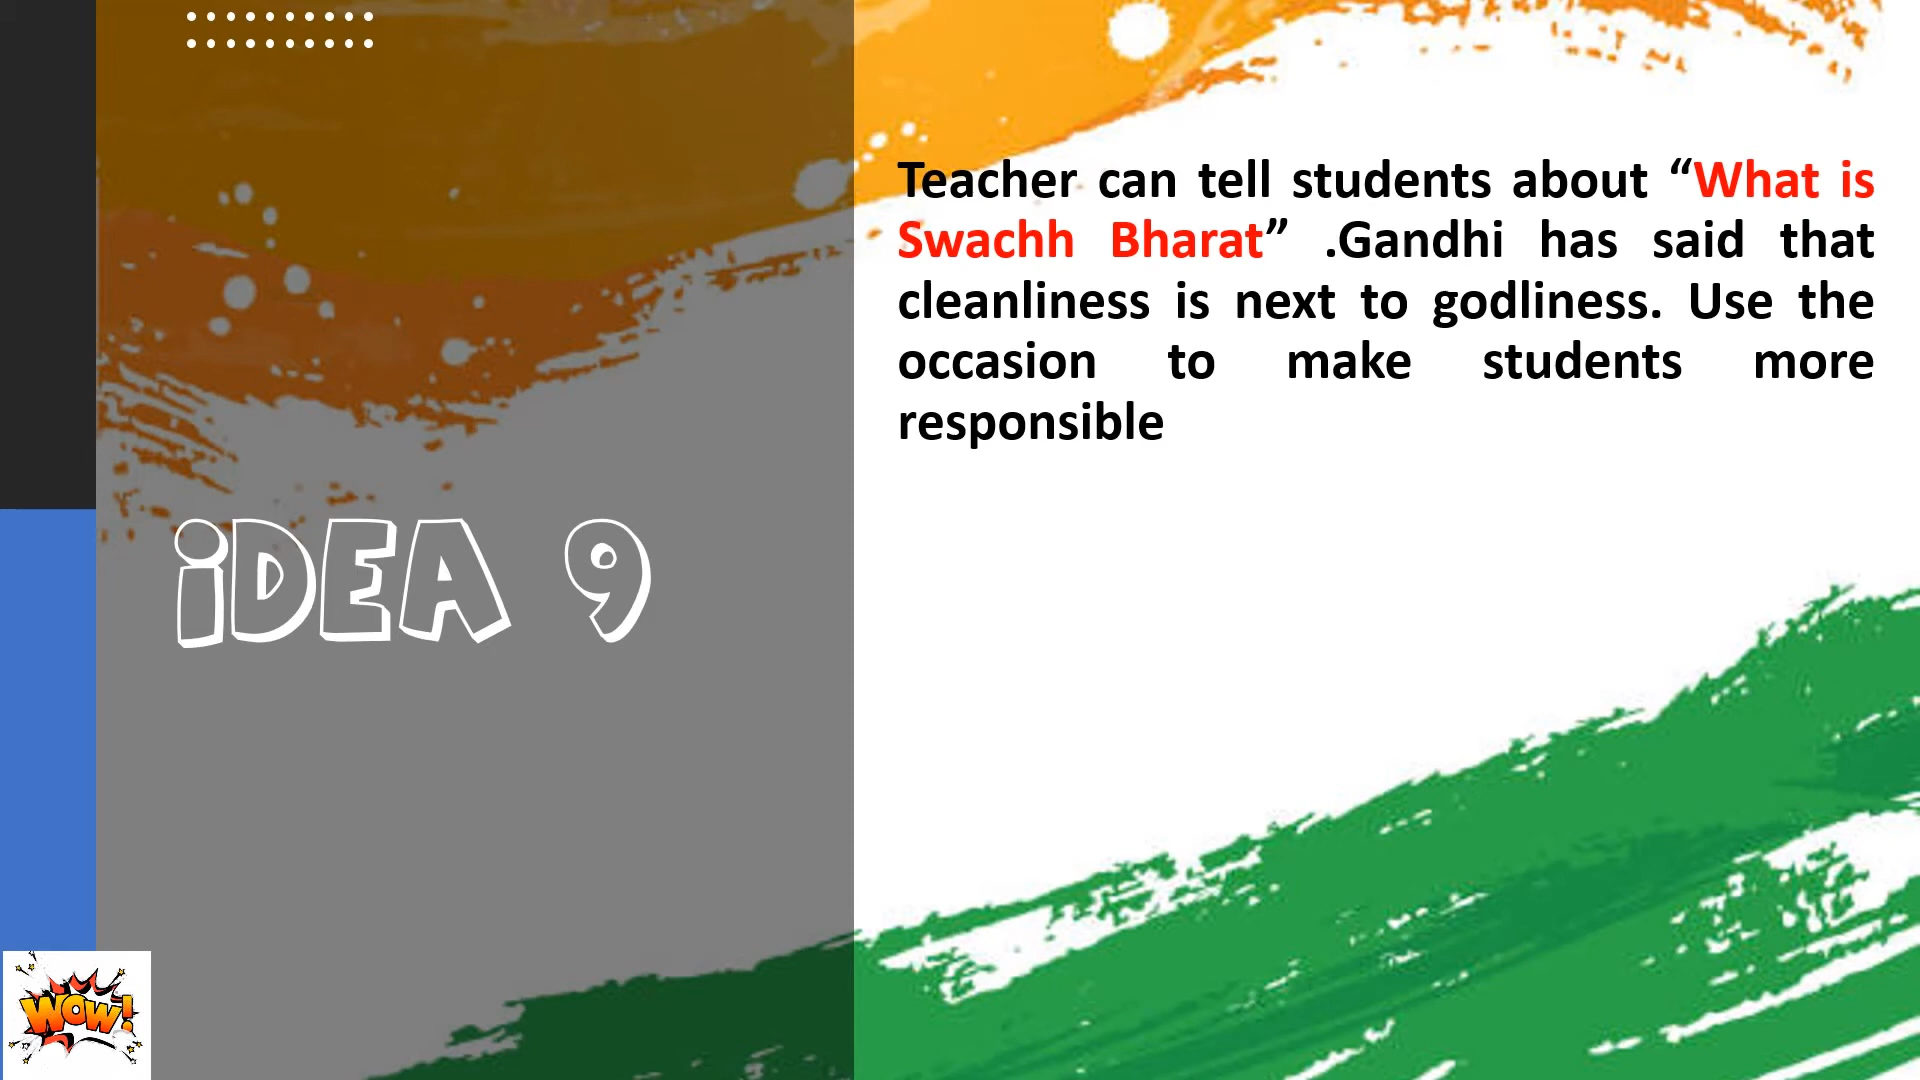 iDEA 9
Teacher can tell students about “What is
Swachh Bharat” .Gandhi has said that
cleanliness is next to godliness. Use the
occasion to make students more
responsible
WOW!